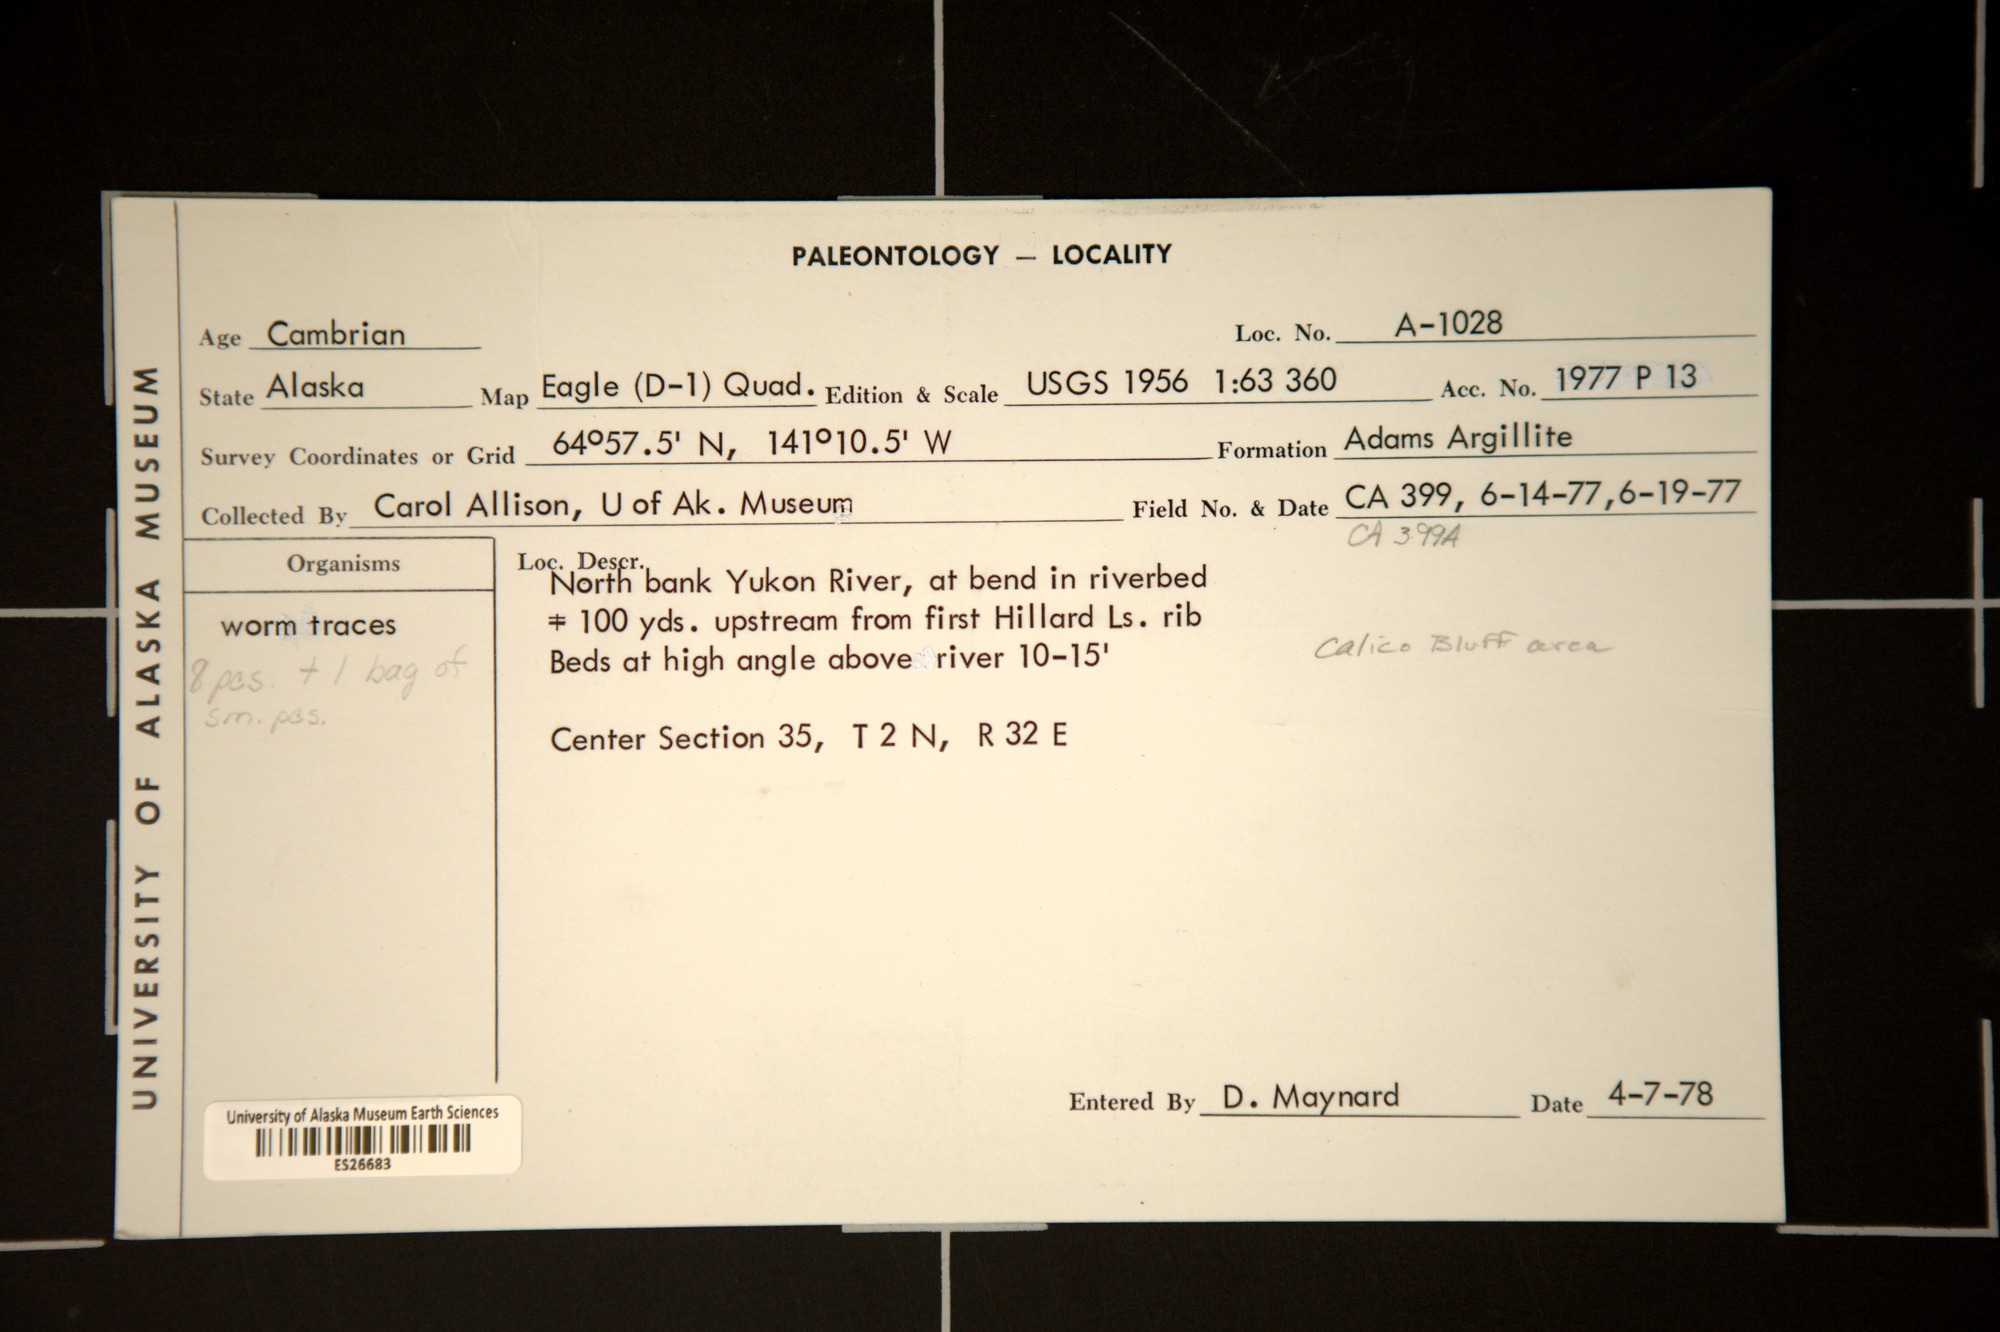 UNIVERSITY OF ALASKA MUSEUM
PALEONTOLOGY — LOCALITY
Age Cambrian Loc. No. A-1028
State Alaska Map Eagle (D-1) Quad. Edition & Scale USGS 1956 1:63 360 Acc. No. 1977 P 13
Survey Coordinates or Grid 64°57.5' N, 141°10.5' W Formation Adams Argillite
Collected By Carol Allison, U of Ak. Museum Field No. & Date CA 399, 6-14-77,6-19-77
CA 399A
Organisms
worm traces
8 pcs. + 1 bag of
sm. pcs.
Loc. Descr.
North bank Yukon River, at bend in riverbed
∓ 100 yds. upstream from first Hillard Ls. rib
Beds at high angle above river 10-15'
Calico Bluff area
Center Section 35, T 2 N, R 32 E
Entered By D. Maynard Date 4-7-78
University of Alaska Museum Earth Sciences
ES26683